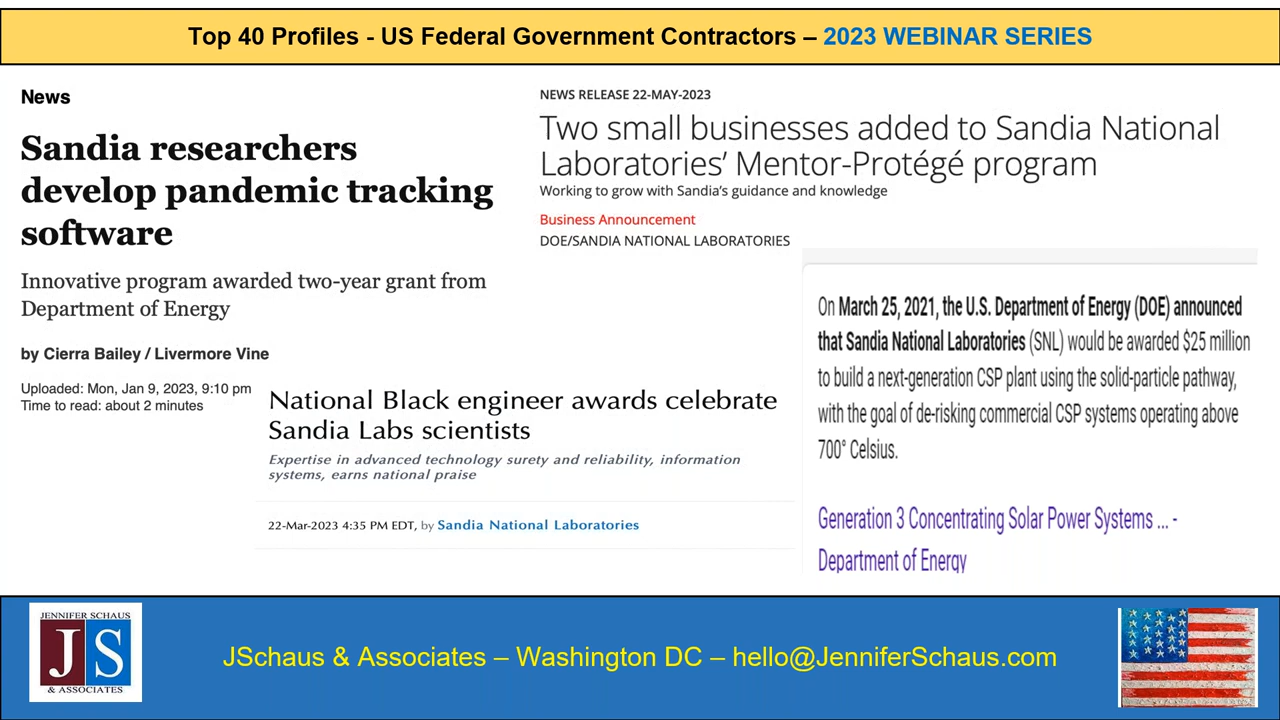 Top 40 Profiles - US Federal Government Contractors – 2023 WEBINAR SERIES
News
Sandia researchers
develop pandemic tracking
software
Innovative program awarded two-year grant from
Department of Energy
by Cierra Bailey / Livermore Vine
Uploaded: Mon, Jan 9, 2023, 9:10 pm
Time to read: about 2 minutes
NEWS RELEASE 22-MAY-2023
Two small businesses added to Sandia National
Laboratories’ Mentor-Protégé program
Working to grow with Sandia’s guidance and knowledge
Business Announcement
DOE/SANDIA NATIONAL LABORATORIES
National Black engineer awards celebrate
Sandia Labs scientists
Expertise in advanced technology surety and reliability, information
systems, earns national praise
22-Mar-2023 4:35 PM EDT, by Sandia National Laboratories
On March 25, 2021, the U.S. Department of Energy (DOE) announced
that Sandia National Laboratories (SNL) would be awarded $25 million
to build a next-generation CSP plant using the solid-particle pathway,
with the goal of de-risking commercial CSP systems operating above
700° Celsius.
Generation 3 Concentrating Solar Power Systems ... -
Department of Energy
JENNIFER SCHAUS
JS
& ASSOCIATES
JSchaus & Associates – Washington DC – hello@JenniferSchaus.com